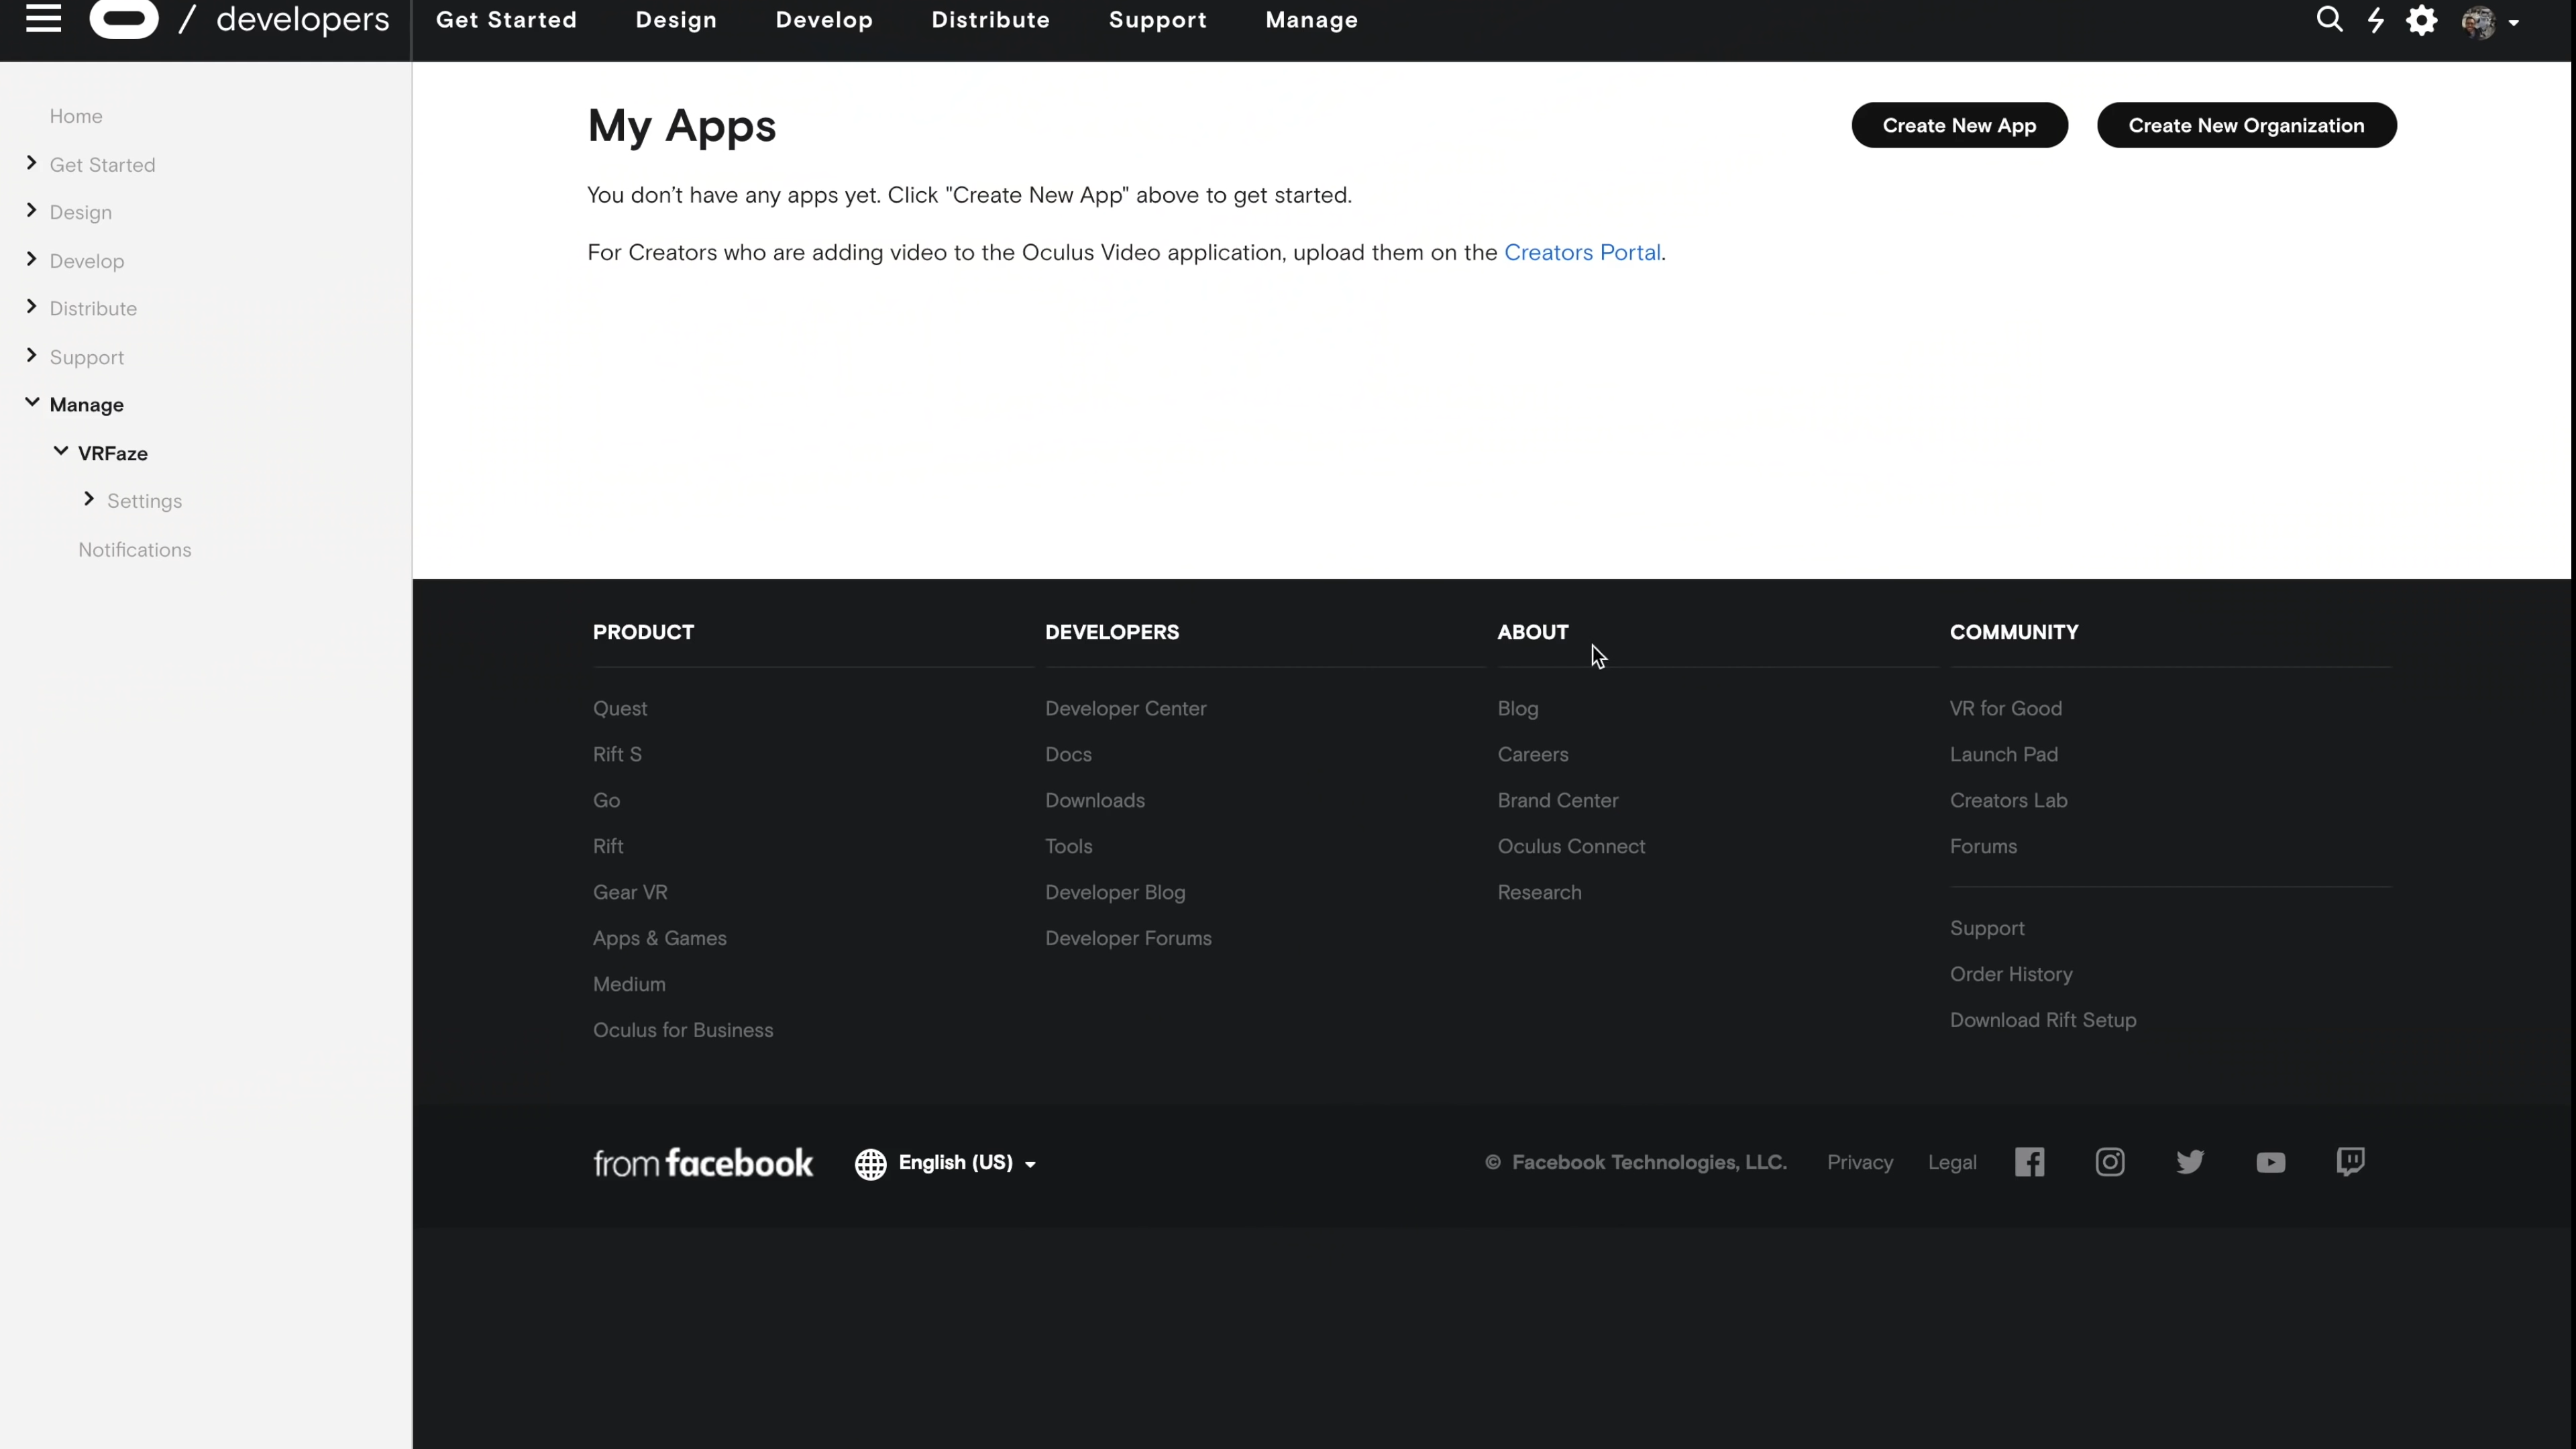 / developers
Get Started Design Develop Distribute Support Manage
Home
Get Started
Design
Develop
Distribute
Support
Manage
VRFaze
Settings
Notifications
My Apps
Create New App
Create New Organization
You don't have any apps yet. Click "Create New App" above to get started.
For Creators who are adding video to the Oculus Video application, upload them on the Creators Portal.
PRODUCT
Quest
Rift S
Go
Rift
Gear VR
Apps & Games
Medium
Oculus for Business
DEVELOPERS
Developer Center
Docs
Downloads
Tools
Developer Blog
Developer Forums
ABOUT
Blog
Careers
Brand Center
Oculus Connect
Research
COMMUNITY
VR for Good
Launch Pad
Creators Lab
Forums
Support
Order History
Download Rift Setup
from facebook
English (US)
© Facebook Technologies, LLC.
Privacy
Legal